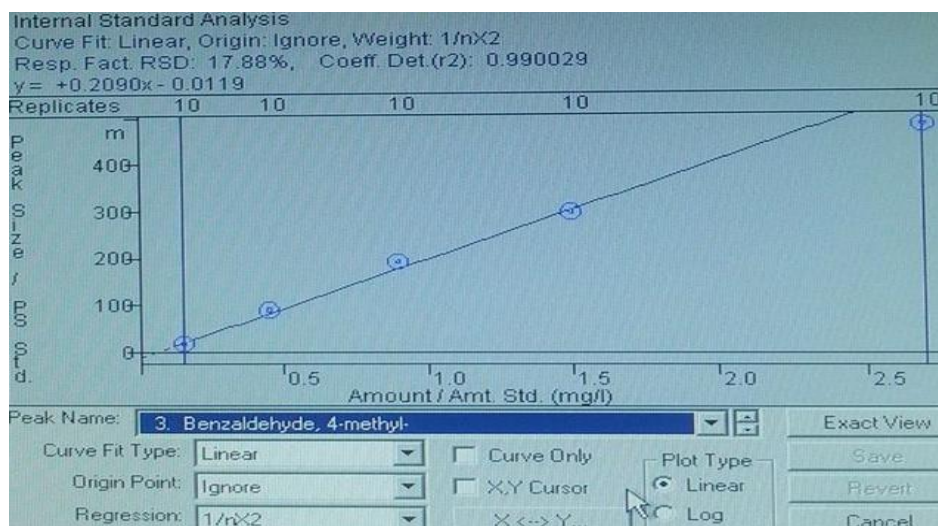 Internal Standard Analysis
Curve Fit: Linear, Origin: Ignore, Weight: 1/nX2
Resp. Fact. RSD: 17.88%, Coeff. Det.(r2): 0.990029
y = +0.2090x - 0.0119
Replicates 10 10 10 10 10
Peak Size / PS Std.
m
400
300
200
100
0
0.5 1.0 1.5 2.0 2.5
Amount / Amt. Std. (mg/l)
Peak Name: 3. Benzaldehyde, 4-methyl- Exact View
Curve Fit Type: Linear Curve Only Plot Type Save
Origin Point: Ignore X,Y Cursor Linear Revert
Regression: 1/nX2 X <--> Y... Log Cancel